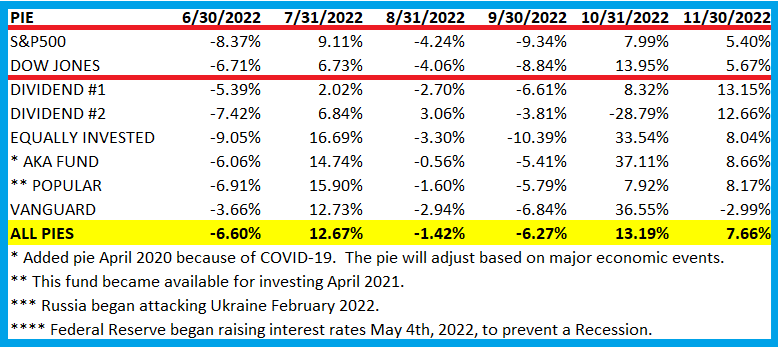 PIE 6/30/2022 7/31/2022 8/31/2022 9/30/2022 10/31/2022 11/30/2022
S&P500 -8.37% 9.11% -4.24% -9.34% 7.99% 5.40%
DOW JONES -6.71% 6.73% -4.06% -8.84% 13.95% 5.67%
DIVIDEND #1 -5.39% 2.02% -2.70% -6.61% 8.32% 13.15%
DIVIDEND #2 -7.42% 6.84% 3.06% -3.81% -28.79% 12.66%
EQUALLY INVESTED -9.05% 16.69% -3.30% -10.39% 33.54% 8.04%
* AKA FUND -6.06% 14.74% -0.56% -5.41% 37.11% 8.66%
** POPULAR -6.91% 15.90% -1.60% -5.79% 7.92% 8.17%
VANGUARD -3.66% 12.73% -2.94% -6.84% 36.55% -2.99%
ALL PIES -6.60% 12.67% -1.42% -6.27% 13.19% 7.66%
* Added pie April 2020 because of COVID-19. The pie will adjust based on major economic events.
** This fund became available for investing April 2021.
*** Russia began attacking Ukraine February 2022.
**** Federal Reserve began raising interest rates May 4th, 2022, to prevent a Recession.